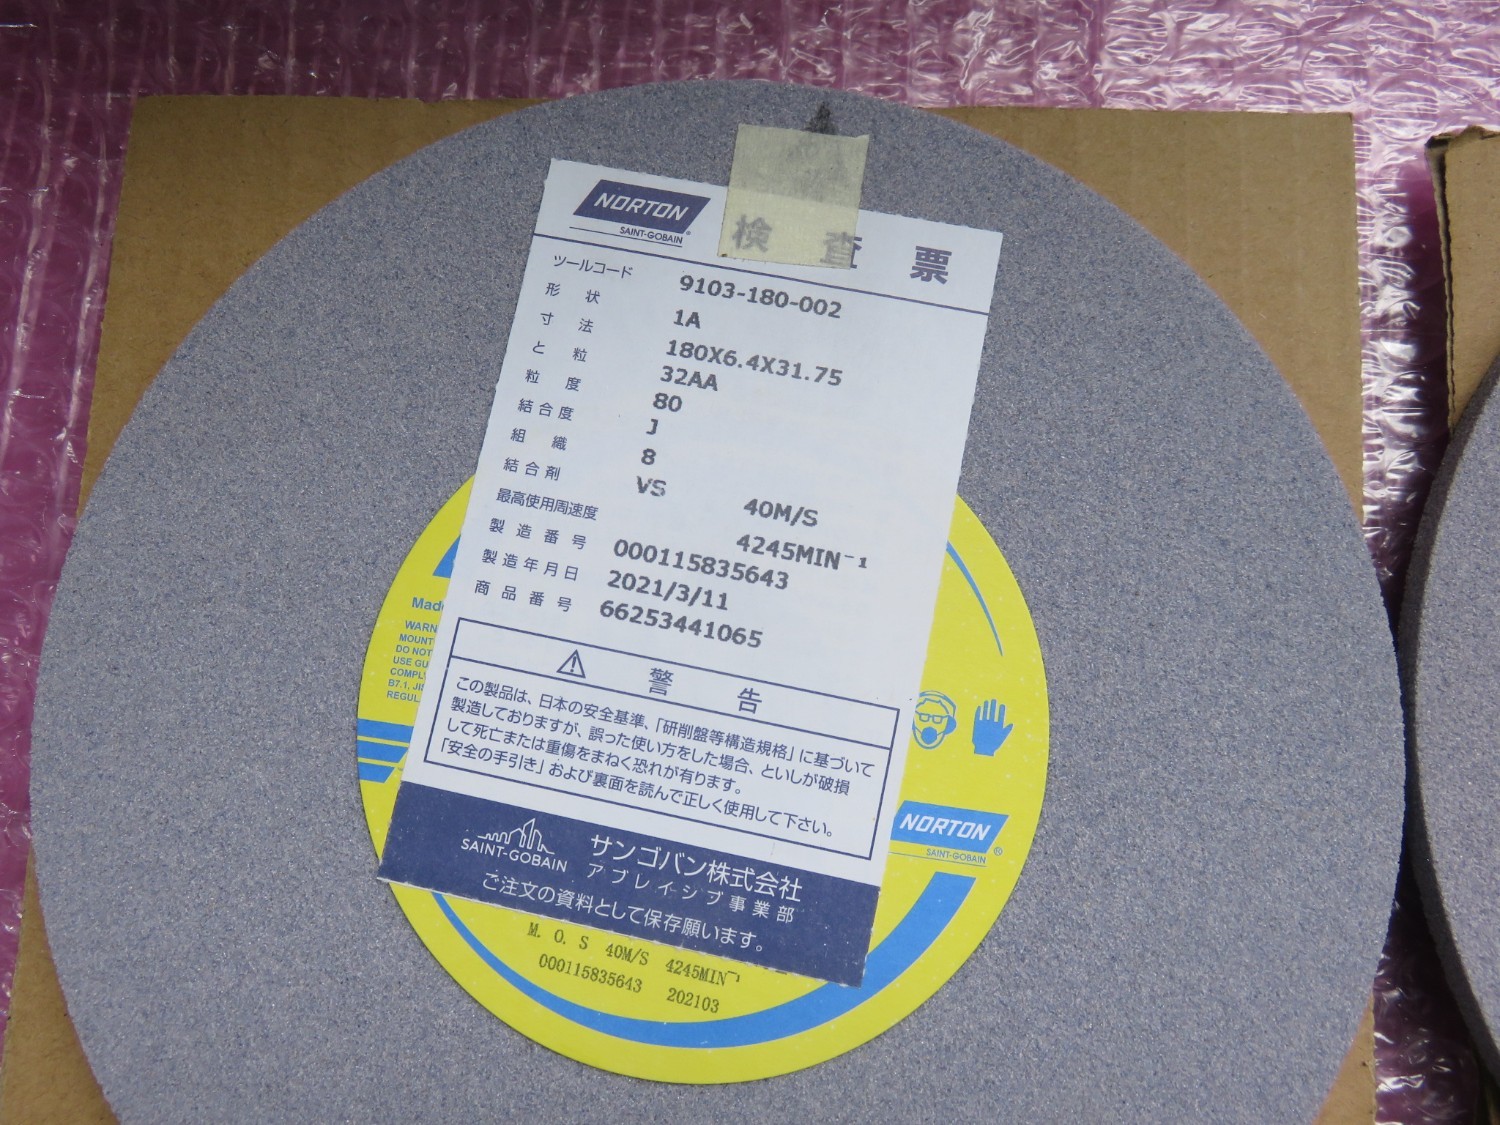 NORTON
SAINT-GOBAIN®
検査票
ツールコード 9103-180-002
形状 1A
寸法 180X6.4X31.75
と粒 32AA
粒度 80
結合度 J
組織 8
結合剤 VS
最高使用周速度 40M/S
4245MIN⁻¹
製造番号 000115835643
製造年月日 2021/3/11
商品番号 66253441065
警告
この製品は、日本の安全基準、「研削盤等構造規格」に基づいて
製造しておりますが、誤った使い方をした場合、といしが破損
して死亡または重傷をまねく恐れが有ります。
「安全の手引き」および裏面を読んで正しく使用して下さい。
SAINT-GOBAIN
サンゴバン株式会社
アブレイシブ事業部
ご注文の資料として保存願います。
MOUNT
DO NOT
USE
B7.1,
NORTON
SAINT-GOBAIN
®
M. O. S 40M/S 4245MIN⁻¹
000115835643 202103